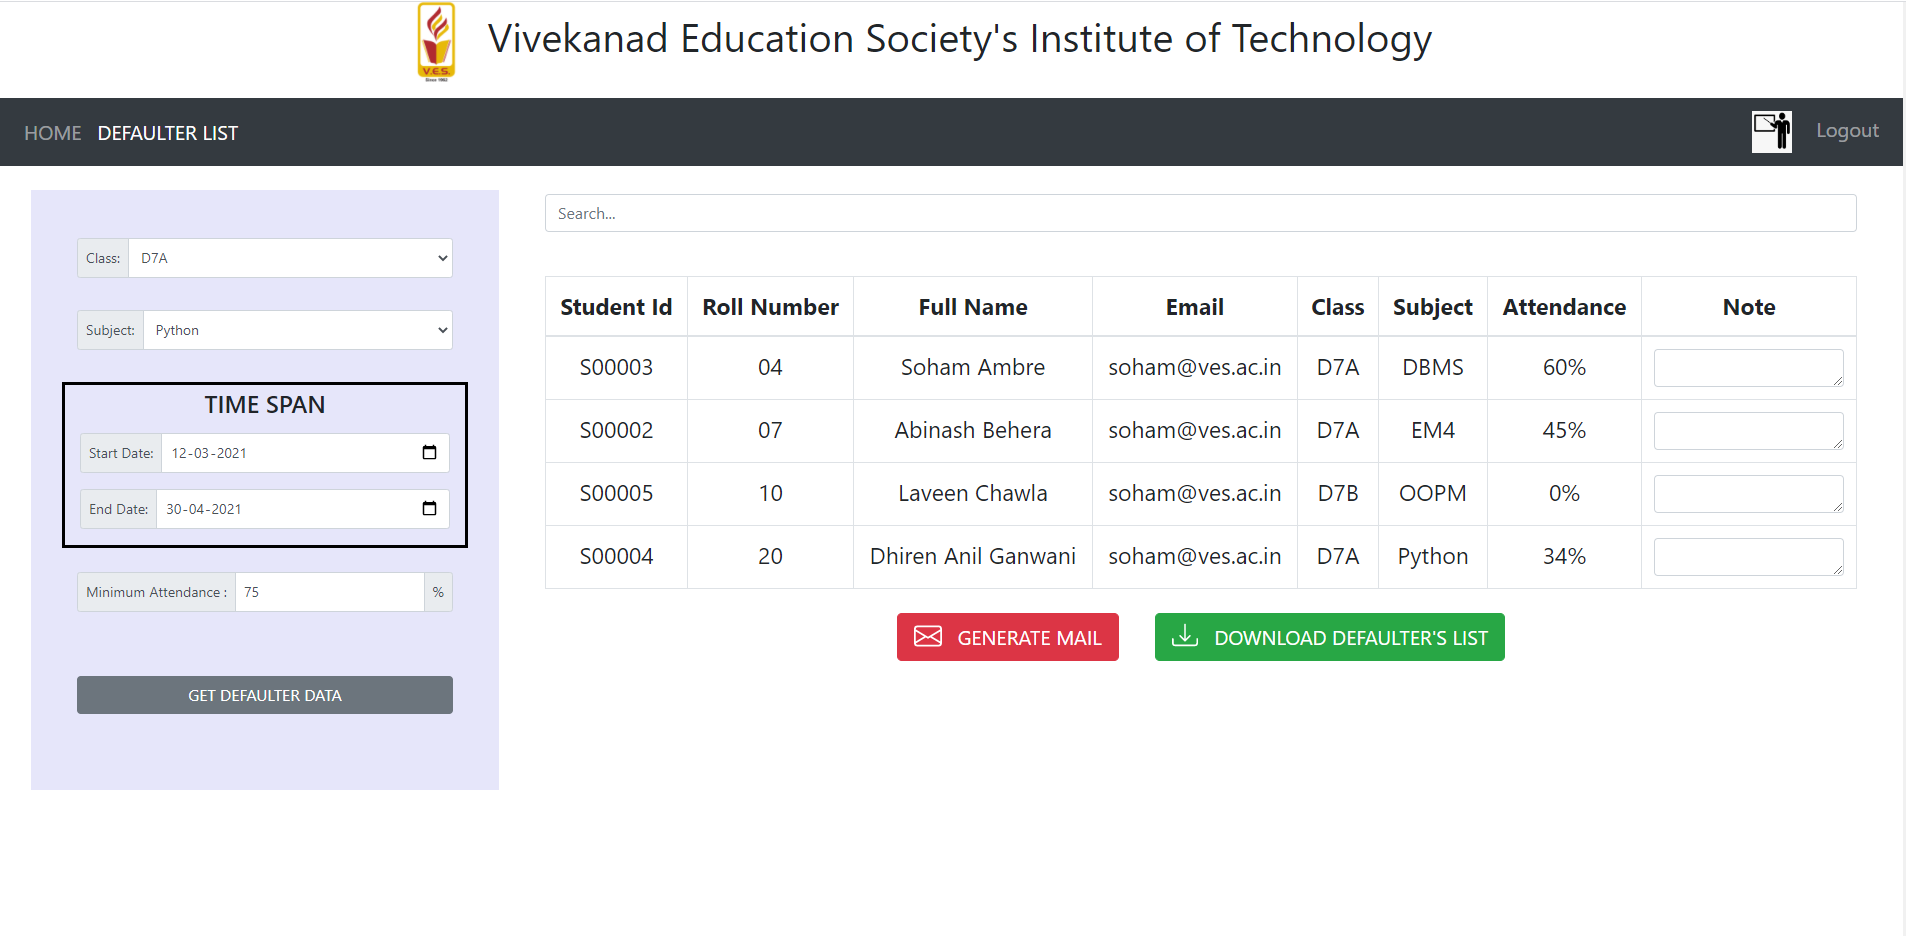 V.E.S.
Since 1962
Vivekanad Education Society's Institute of Technology
HOME DEFAULTER LIST Logout
Class: D7A
Subject: Python
TIME SPAN
Start Date: 12-03-2021
End Date: 30-04-2021
Minimum Attendance : 75 %
GET DEFAULTER DATA
Search...
Student Id Roll Number Full Name Email Class Subject Attendance Note
S00003 04 Soham Ambre soham@ves.ac.in D7A DBMS 60%
S00002 07 Abinash Behera soham@ves.ac.in D7A EM4 45%
S00005 10 Laveen Chawla soham@ves.ac.in D7B OOPM 0%
S00004 20 Dhiren Anil Ganwani soham@ves.ac.in D7A Python 34%
GENERATE MAIL DOWNLOAD DEFAULTER'S LIST